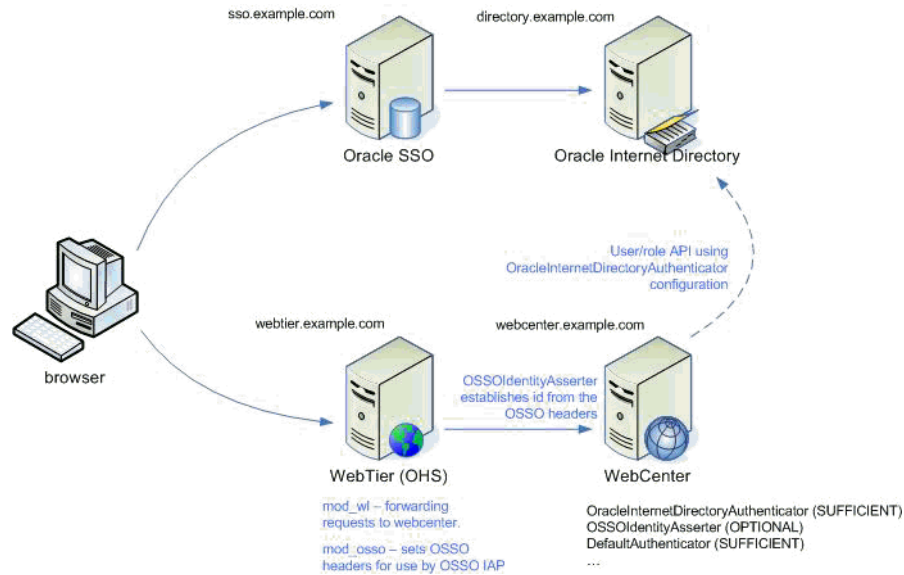 sso.example.com
directory.example.com
Oracle SSO
Oracle Internet Directory
User/role API using
OracleInternetDirectoryAuthenticator
configuration
browser
webtier.example.com
webcenter.example.com
OSSOIdentityAsserter
establishes id from the
OSSO headers
WebTier (OHS)
WebCenter
mod_wl – forwarding
requests to webcenter.
mod_osso – sets OSSO
headers for use by OSSO IAP
OracleInternetDirectoryAuthenticator (SUFFICIENT)
OSSOIdentityAsserter (OPTIONAL)
DefaultAuthenticator (SUFFICIENT)
...